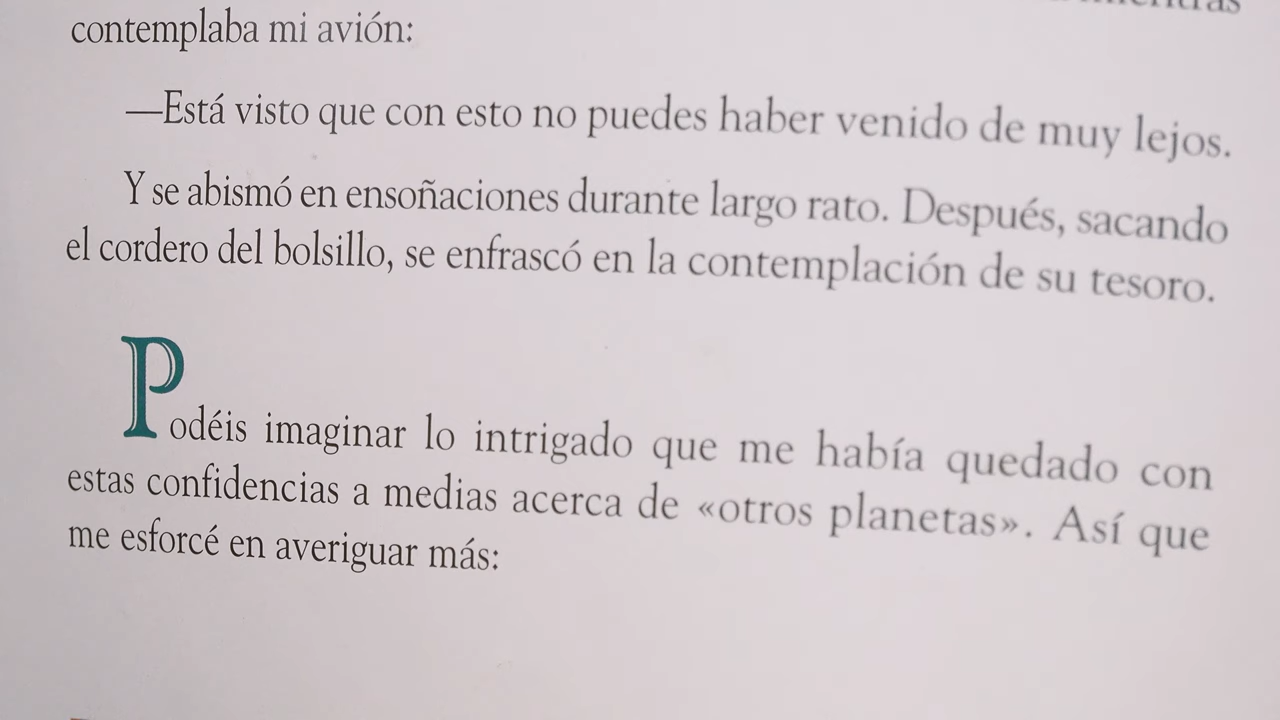 contemplaba mi avión:
—Está visto que con esto no puedes haber venido de muy lejos.
Y se abismó en ensoñaciones durante largo rato. Después, sacando
el cordero del bolsillo, se enfrascó en la contemplación de su tesoro.
Podéis imaginar lo intrigado que me había quedado con
estas confidencias a medias acerca de «otros planetas». Así que
me esforcé en averiguar más: